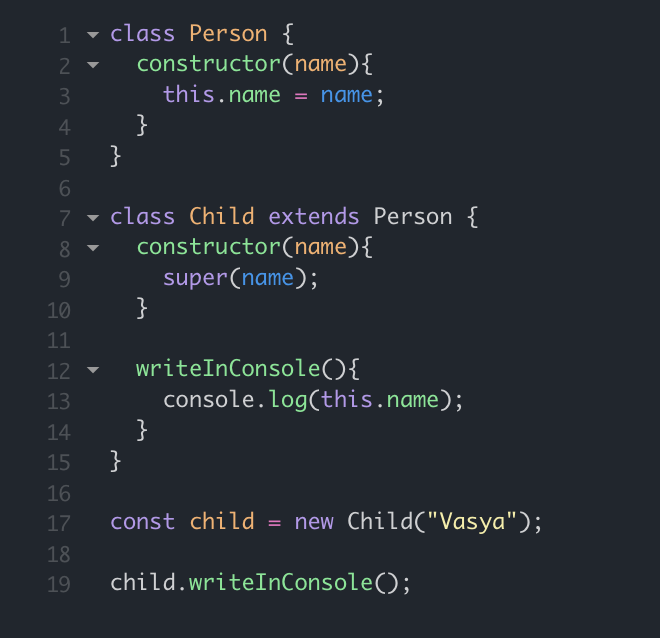 1 class Person {
2   constructor(name){
3     this.name = name;
4   }
5 }
6
7 class Child extends Person {
8   constructor(name){
9     super(name);
10   }
11
12   writeInConsole(){
13     console.log(this.name);
14   }
15 }
16
17 const child = new Child("Vasya");
18
19 child.writeInConsole();